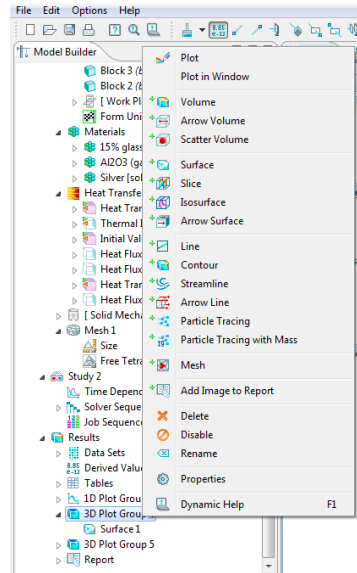 File Edit Options Help
8.85
e-12
Model Builder
Block 3 (b
Block 2 (b
[ Work Pl
Form Uni
Materials
15% glass
Al2O3 (ga
Silver [sol
Heat Transfe
Heat Tran
Thermal I
Initial Val
Heat Flux
Heat Flux
Heat Tran
Heat Flux
[ Solid Mecha
Mesh 1
Size
Free Tetra
Study 2
Time Depend
Solver Seque
Job Sequenc
Results
Data Sets
8.85
e-12
Derived Value
Tables
1D Plot Grou
3D Plot Group
Surface 1
3D Plot Group 5
Report
Plot
Plot in Window
Volume
Arrow Volume
Scatter Volume
Surface
Slice
Isosurface
Arrow Surface
Line
Contour
Streamline
Arrow Line
Particle Tracing
Particle Tracing with Mass
Mesh
Add Image to Report
Delete
Disable
Rename
Properties
Dynamic Help F1